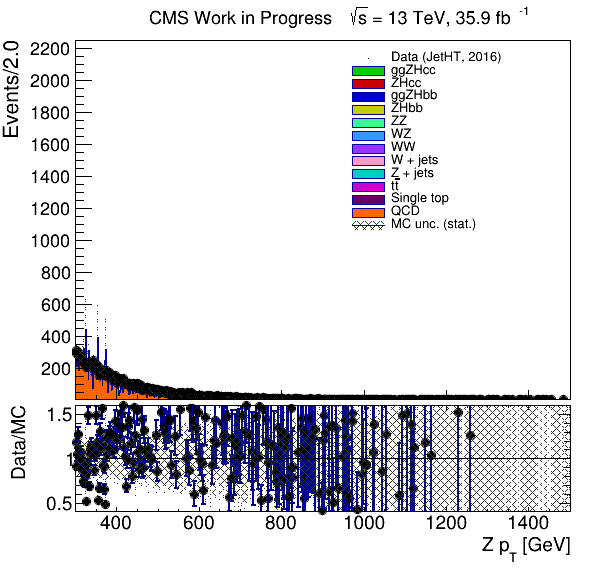 CMS Work in Progress √s = 13 TeV, 35.9 fb -1
Events/2.0
2200
2000
1800
1600
1400
1200
1000
800
600
400
200
Data (JetHT, 2016)
ggZHcc
ZHcc
ggZHbb
ZHbb
ZZ
WZ
WW
W + jets
Z + jets
tt̅
Single top
QCD
MC unc. (stat.)
Data/MC
1.5
1
0.5
400 600 800 1000 1200 1400
Z pT [GeV]